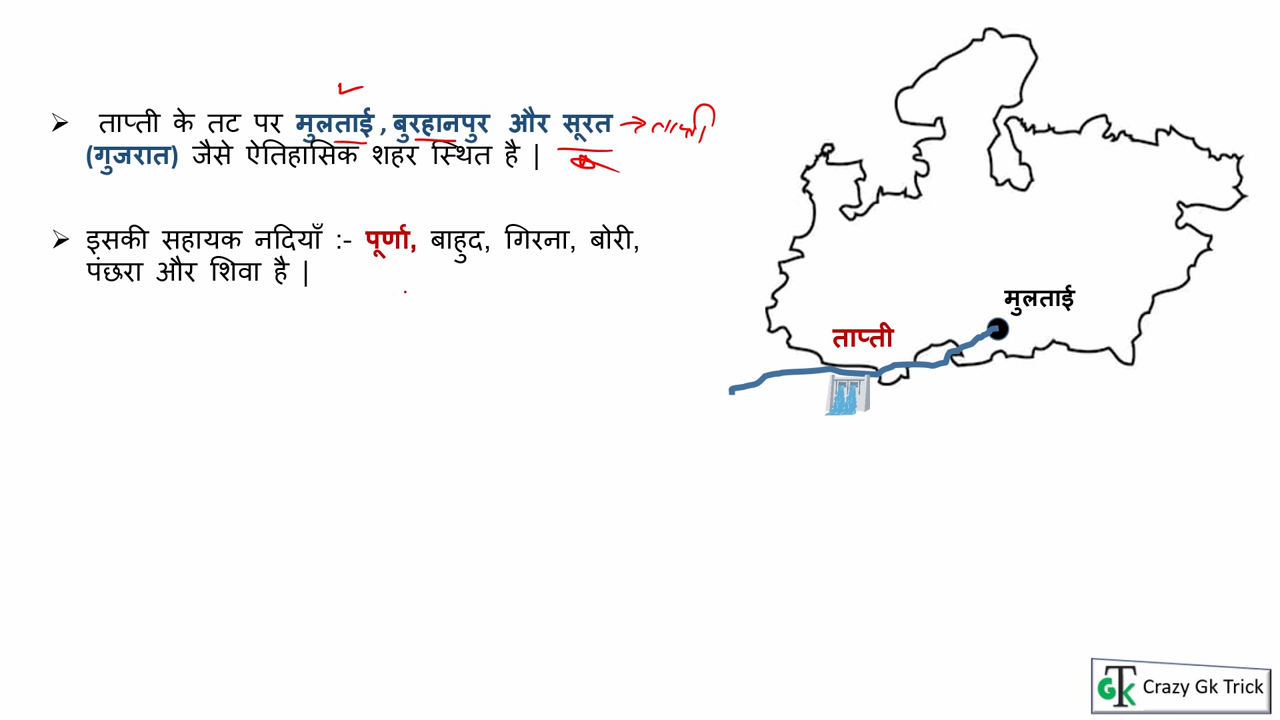 ➢ ताप्ती के तट पर मुलताई , बुरहानपुर और सूरत → ताप्ती
(गुजरात) जैसे ऐतिहासिक शहर स्थित है |
➢ इसकी सहायक नदियाँ :- पूर्णा, बाहुद, गिरना, बोरी,
पंछरा और शिवा है |
मुलताई
ताप्ती
GTK Crazy Gk Trick